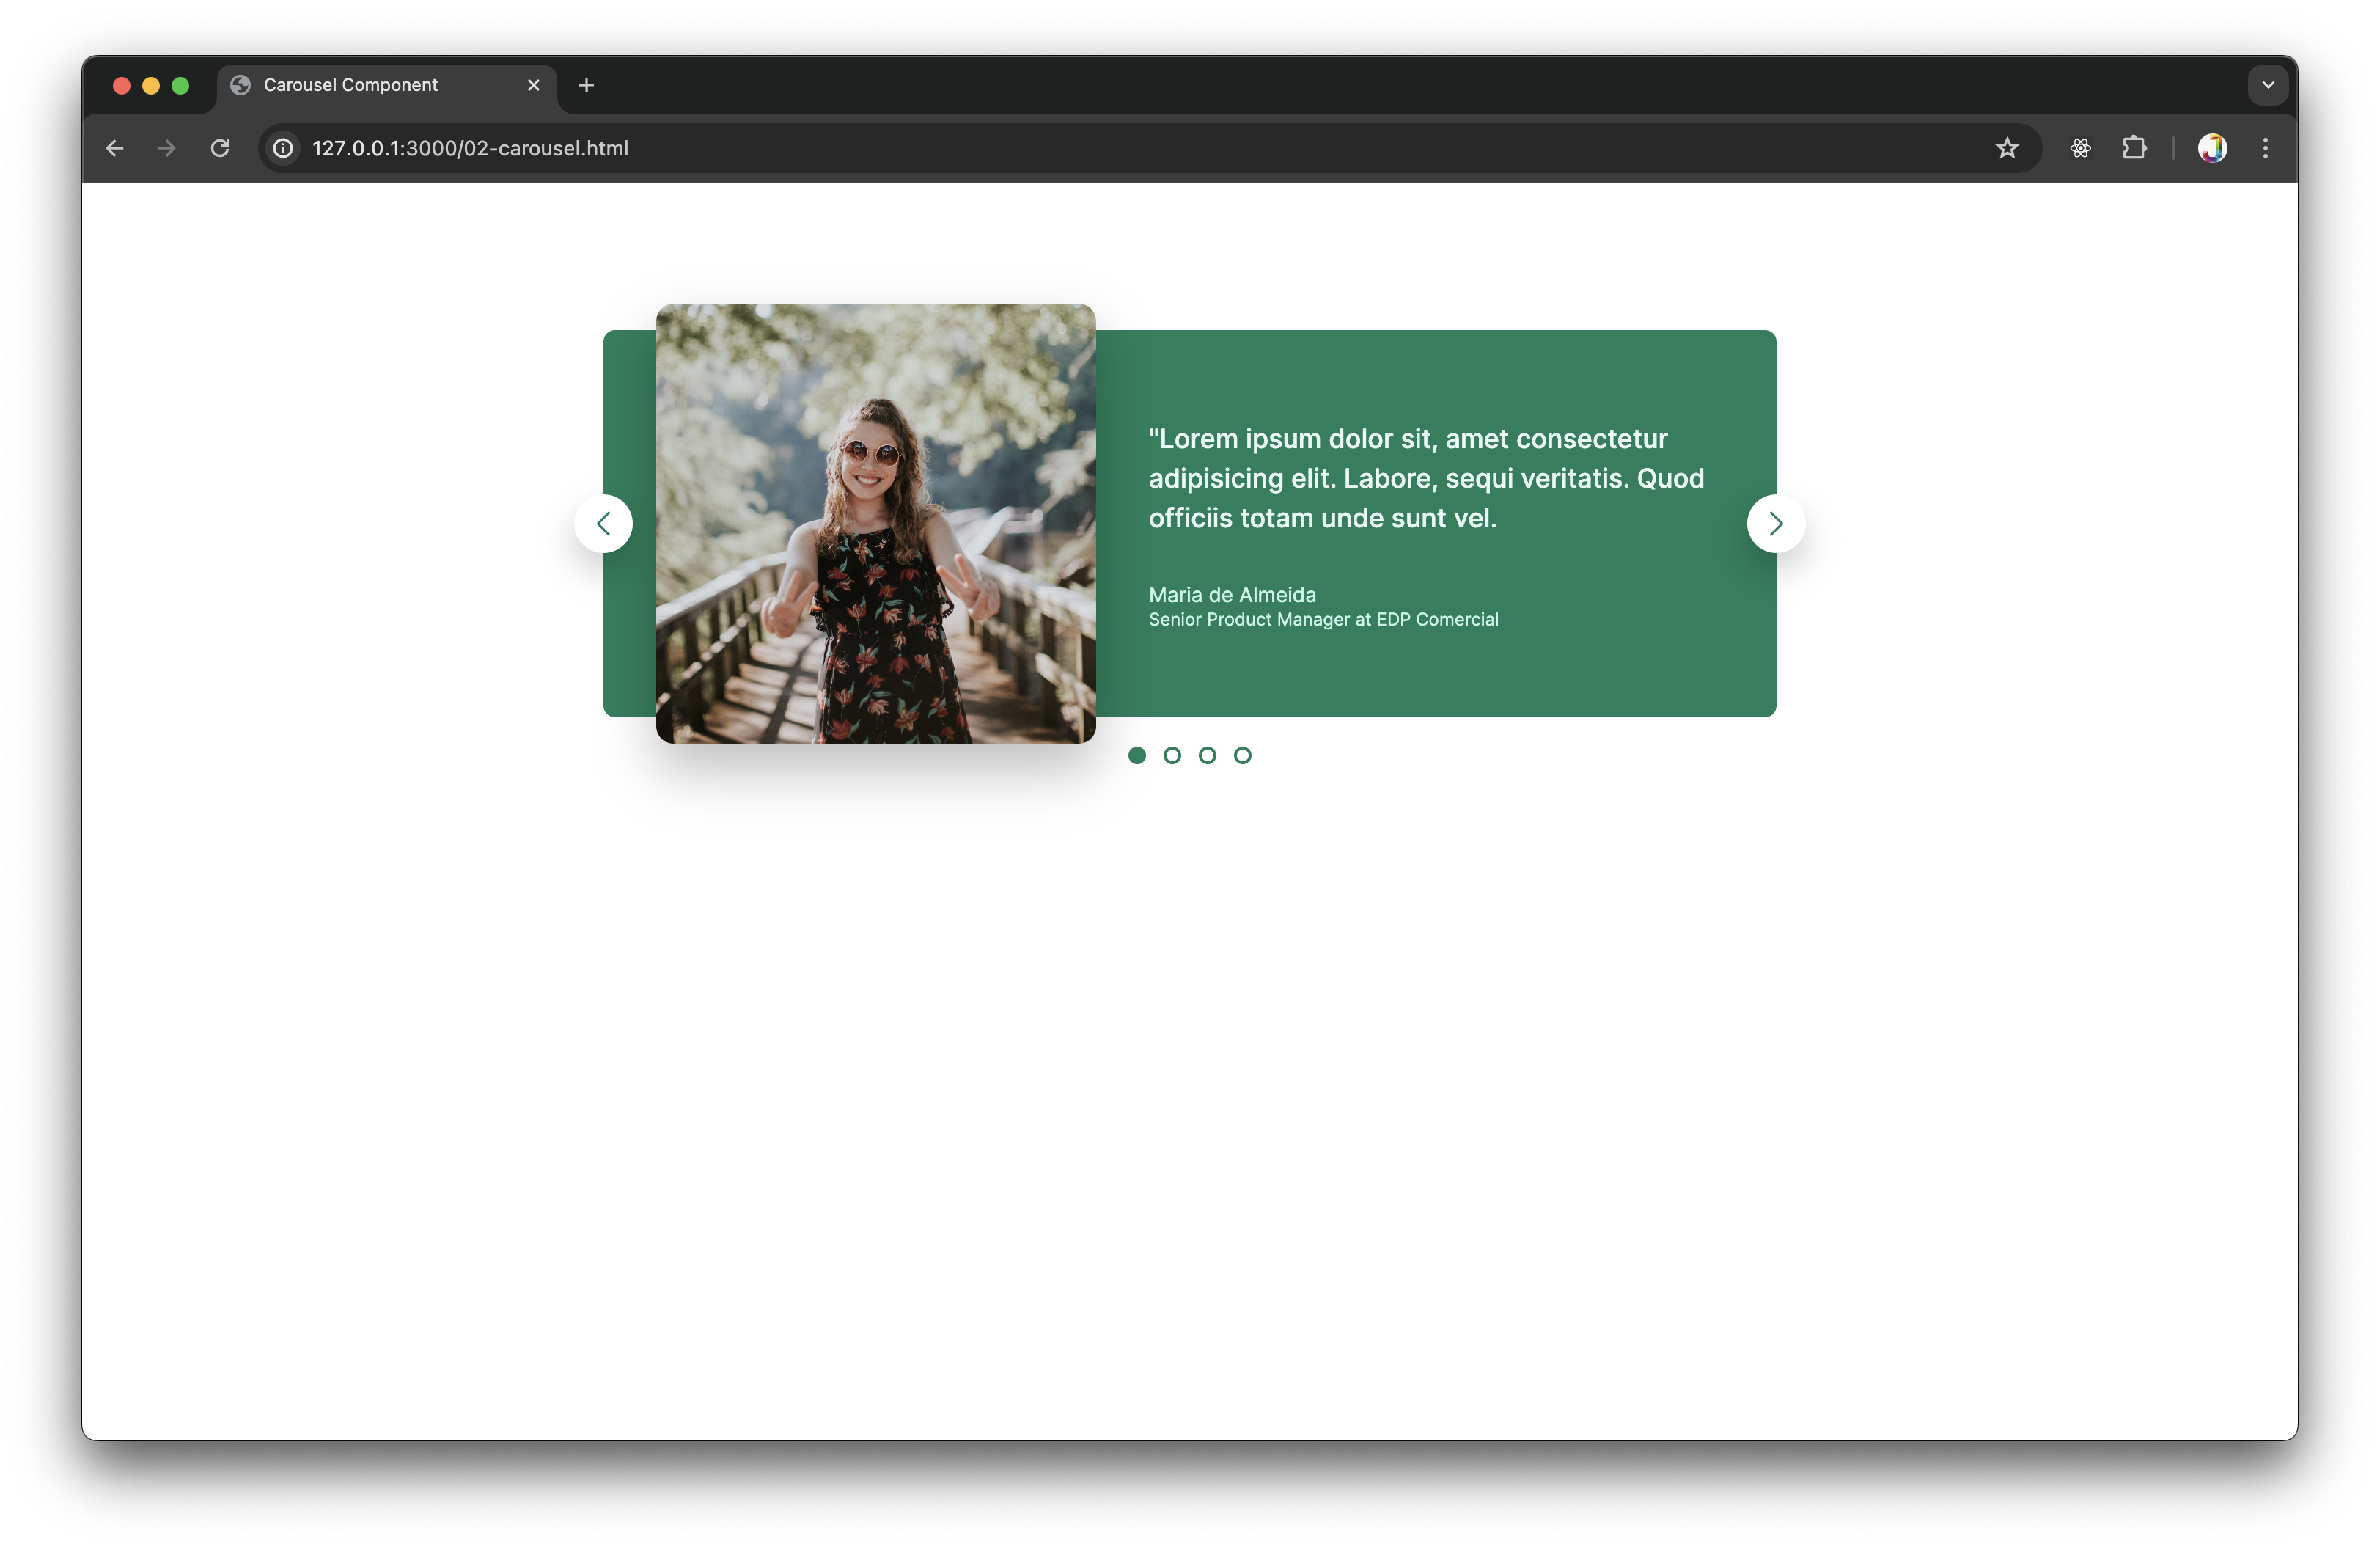 Carousel Component
127.0.0.1:3000/02-carousel.html
"Lorem ipsum dolor sit, amet consectetur
adipisicing elit. Labore, sequi veritatis. Quod
officiis totam unde sunt vel.
Maria de Almeida
Senior Product Manager at EDP Comercial